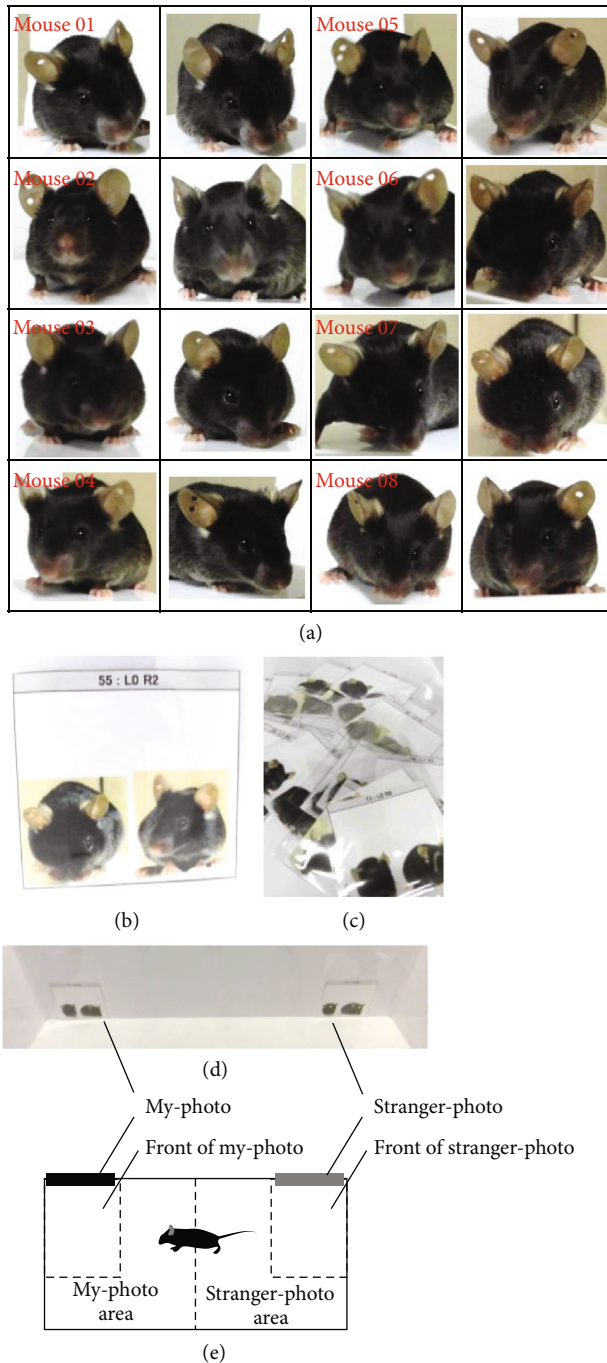 Mouse 01
Mouse 05
Mouse 02
Mouse 06
Mouse 03
Mouse 07
Mouse 04
Mouse 08
(a)
55 : L0 R2
(b)
(c)
(d)
My-photo
Stranger-photo
Front of my-photo
Front of stranger-photo
My-photo
area
Stranger-photo
area
(e)